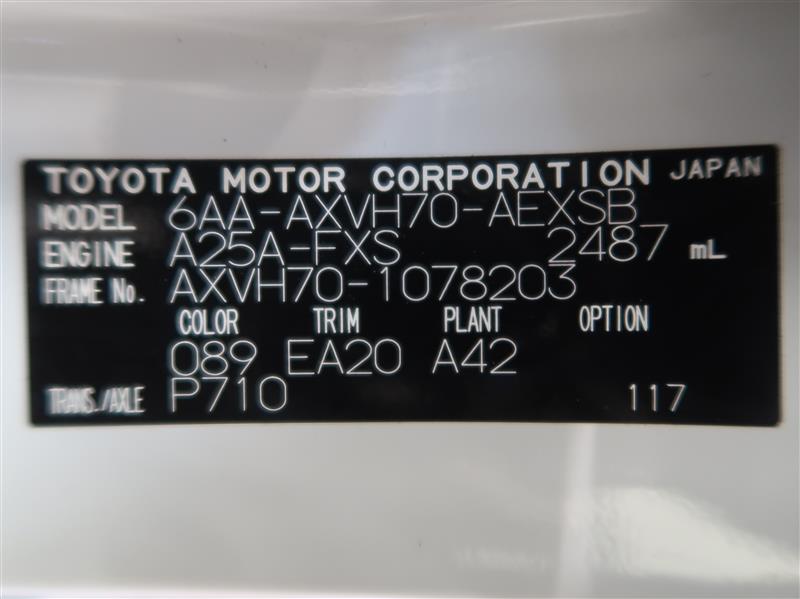 TOYOTA MOTOR CORPORATION JAPAN
MODEL 6AA-AXVH70-AEXSB
ENGINE A25A-FXS 2487 mL
FRAME No. AXVH70-1078203
COLOR TRIM PLANT OPTION
089 EA20 A42
TRANS./AXLE P710 117